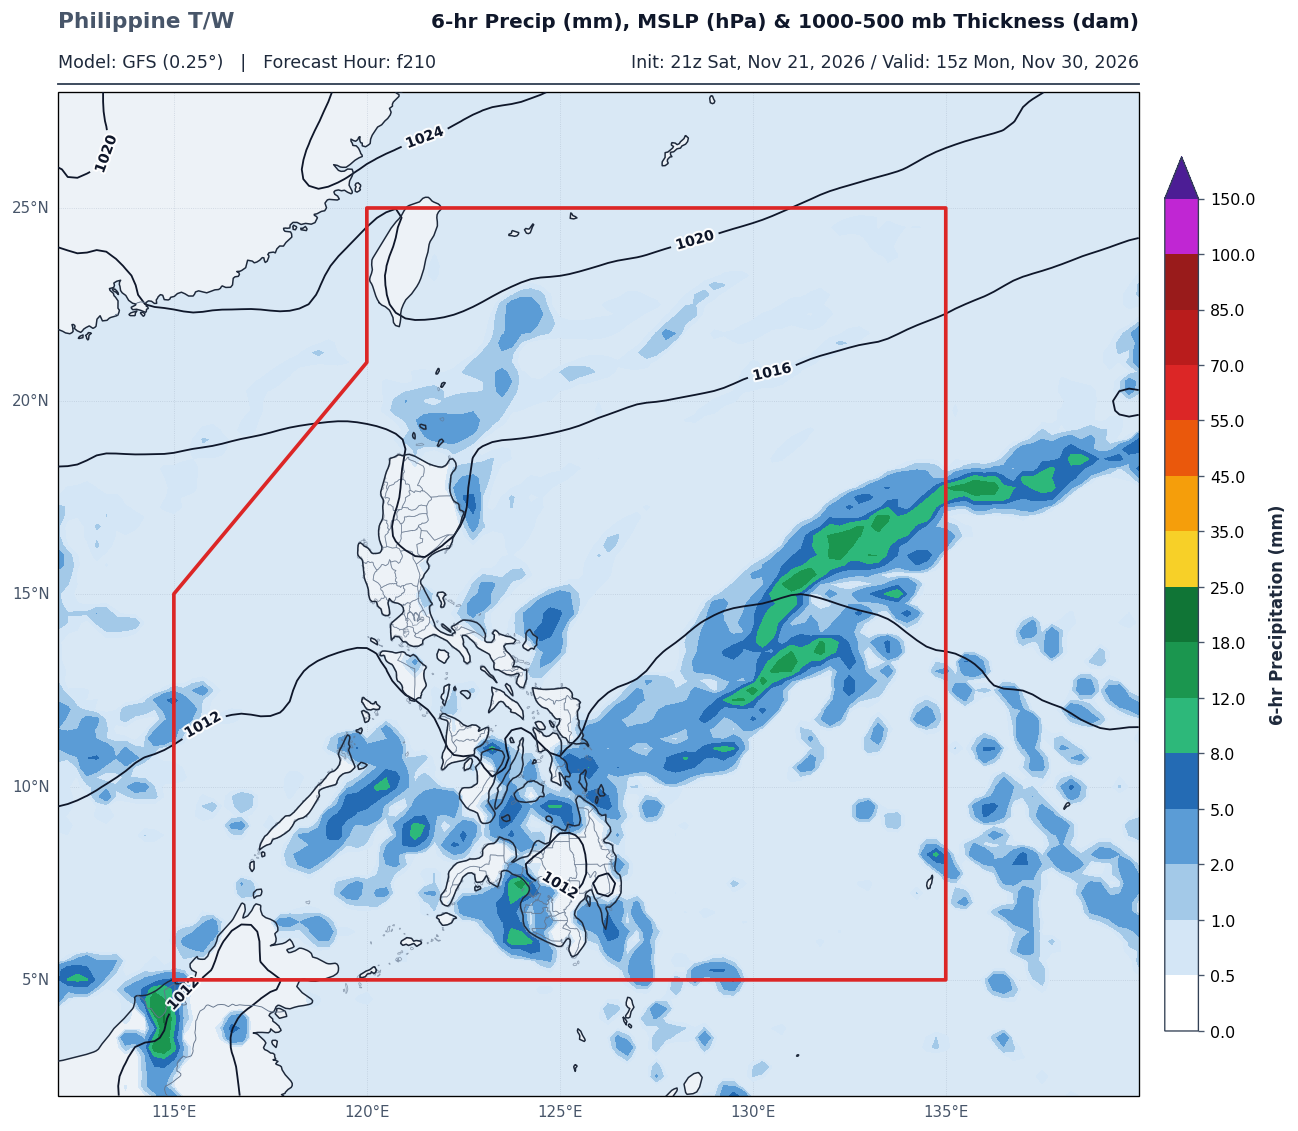 Philippine T/W
6-hr Precip (mm), MSLP (hPa) & 1000-500 mb Thickness (dam)
Model: GFS (0.25°) | Forecast Hour: f210
Init: 21z Sat, Nov 21, 2026 / Valid: 15z Mon, Nov 30, 2026
1020
1024
1020
1016
1012
1012
1012
25°N
20°N
15°N
10°N
5°N
115°E
120°E
125°E
130°E
135°E
150.0
100.0
85.0
70.0
55.0
45.0
35.0
25.0
18.0
12.0
8.0
5.0
2.0
1.0
0.5
0.0
6-hr Precipitation (mm)